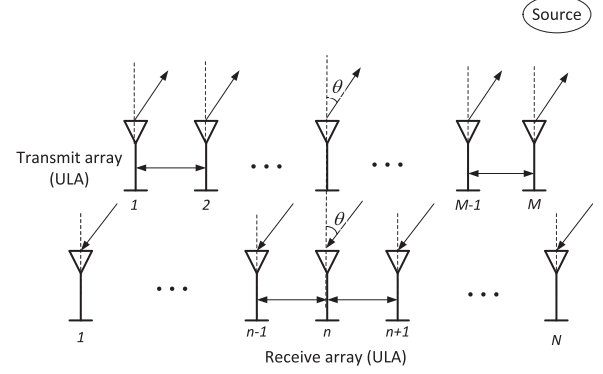 Source
θ
Transmit array
(ULA)
• • •
• • •
1
2
M-1
M
θ
• • •
• • •
1
n-1
n
n+1
N
Receive array (ULA)